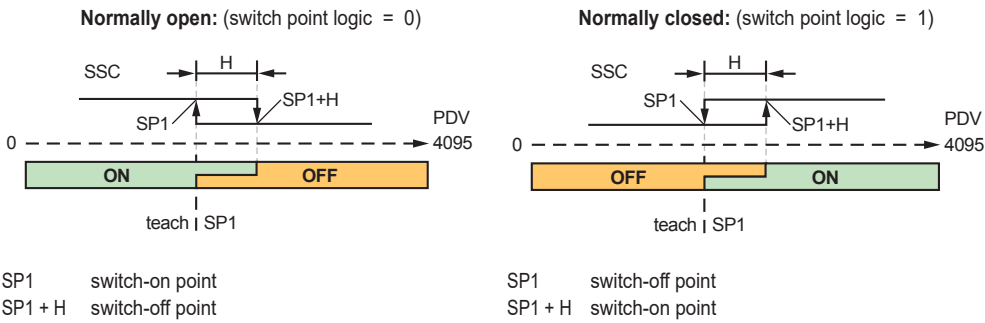 Normally open: (switch point logic = 0)
SSC
H
SP1
SP1+H
PDV
0
4095
ON
OFF
teach SP1
SP1 switch-on point
SP1 + H switch-off point
Normally closed: (switch point logic = 1)
SSC
H
SP1
SP1+H
PDV
0
4095
OFF
ON
teach SP1
SP1 switch-off point
SP1 + H switch-on point